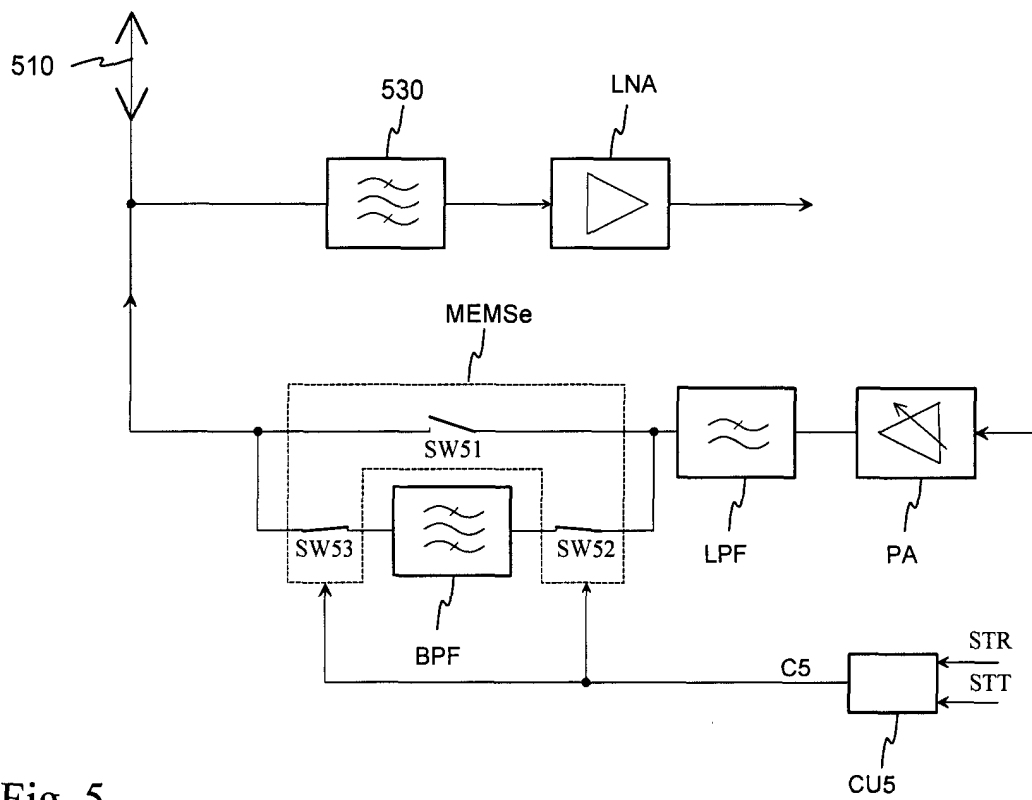 510
530
LNA
MEMSe
SW51
SW53
SW52
BPF
LPF
PA
C5
STR
STT
CU5
Fig. 5